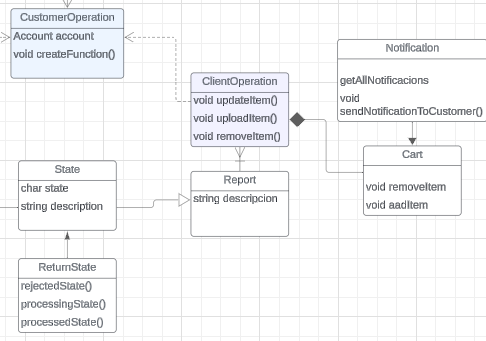 CustomerOperation
Account account
void createFunction()
Notification
getAllNotificacions
void
sendNotificationToCustomer()
ClientOperation
void updateItem()
void uploadItem()
void removeItem()
Cart
void removeItem
void aadItem
State
char state
string description
Report
string descripcion
ReturnState
rejectedState()
processingState()
processedState()